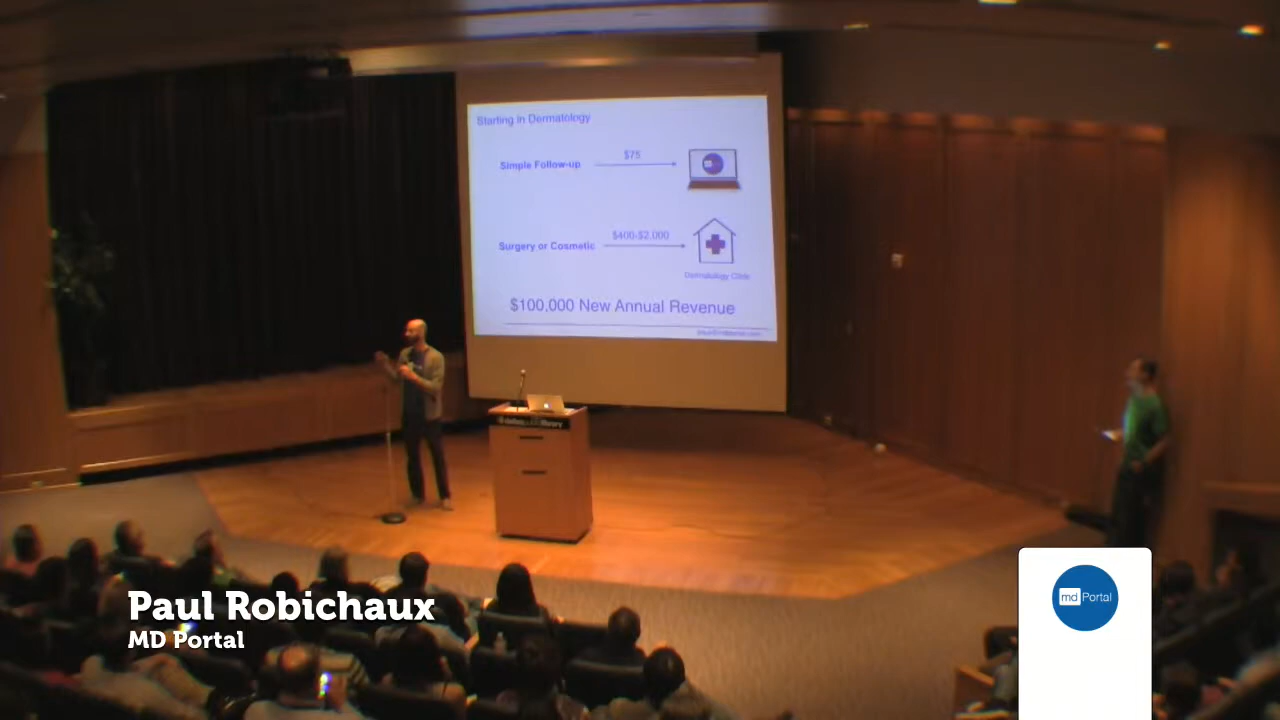 Starting in Dermatology
Simple Follow-up
$75
Surgery or Cosmetic
$400-$2,000
Dermatology Clinic
$100,000 New Annual Revenue
Paul Robichaux
MD Portal
md Portal